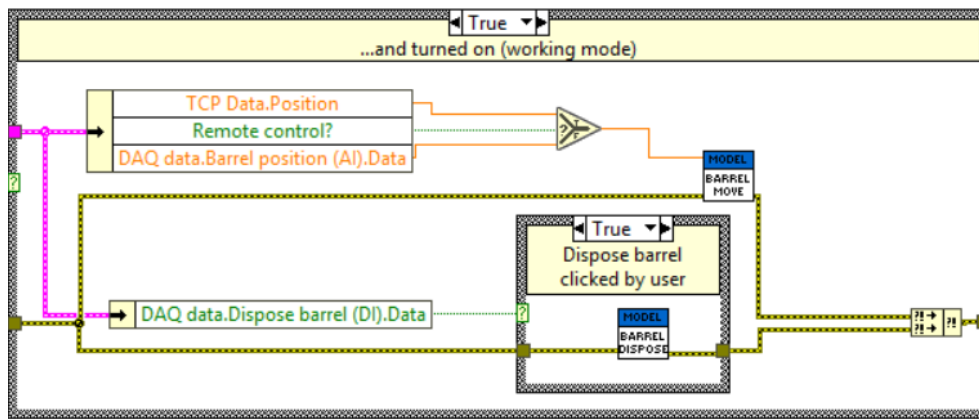 True
...and turned on (working mode)
TCP Data.Position
Remote control?
DAQ data.Barrel position (AI).Data
? T
F
?
MODEL
BARREL
MOVE
True
Dispose barrel
clicked by user
DAQ data.Dispose barrel (DI).Data
?
MODEL
BARREL
DISPOSE
?!
?!
?!